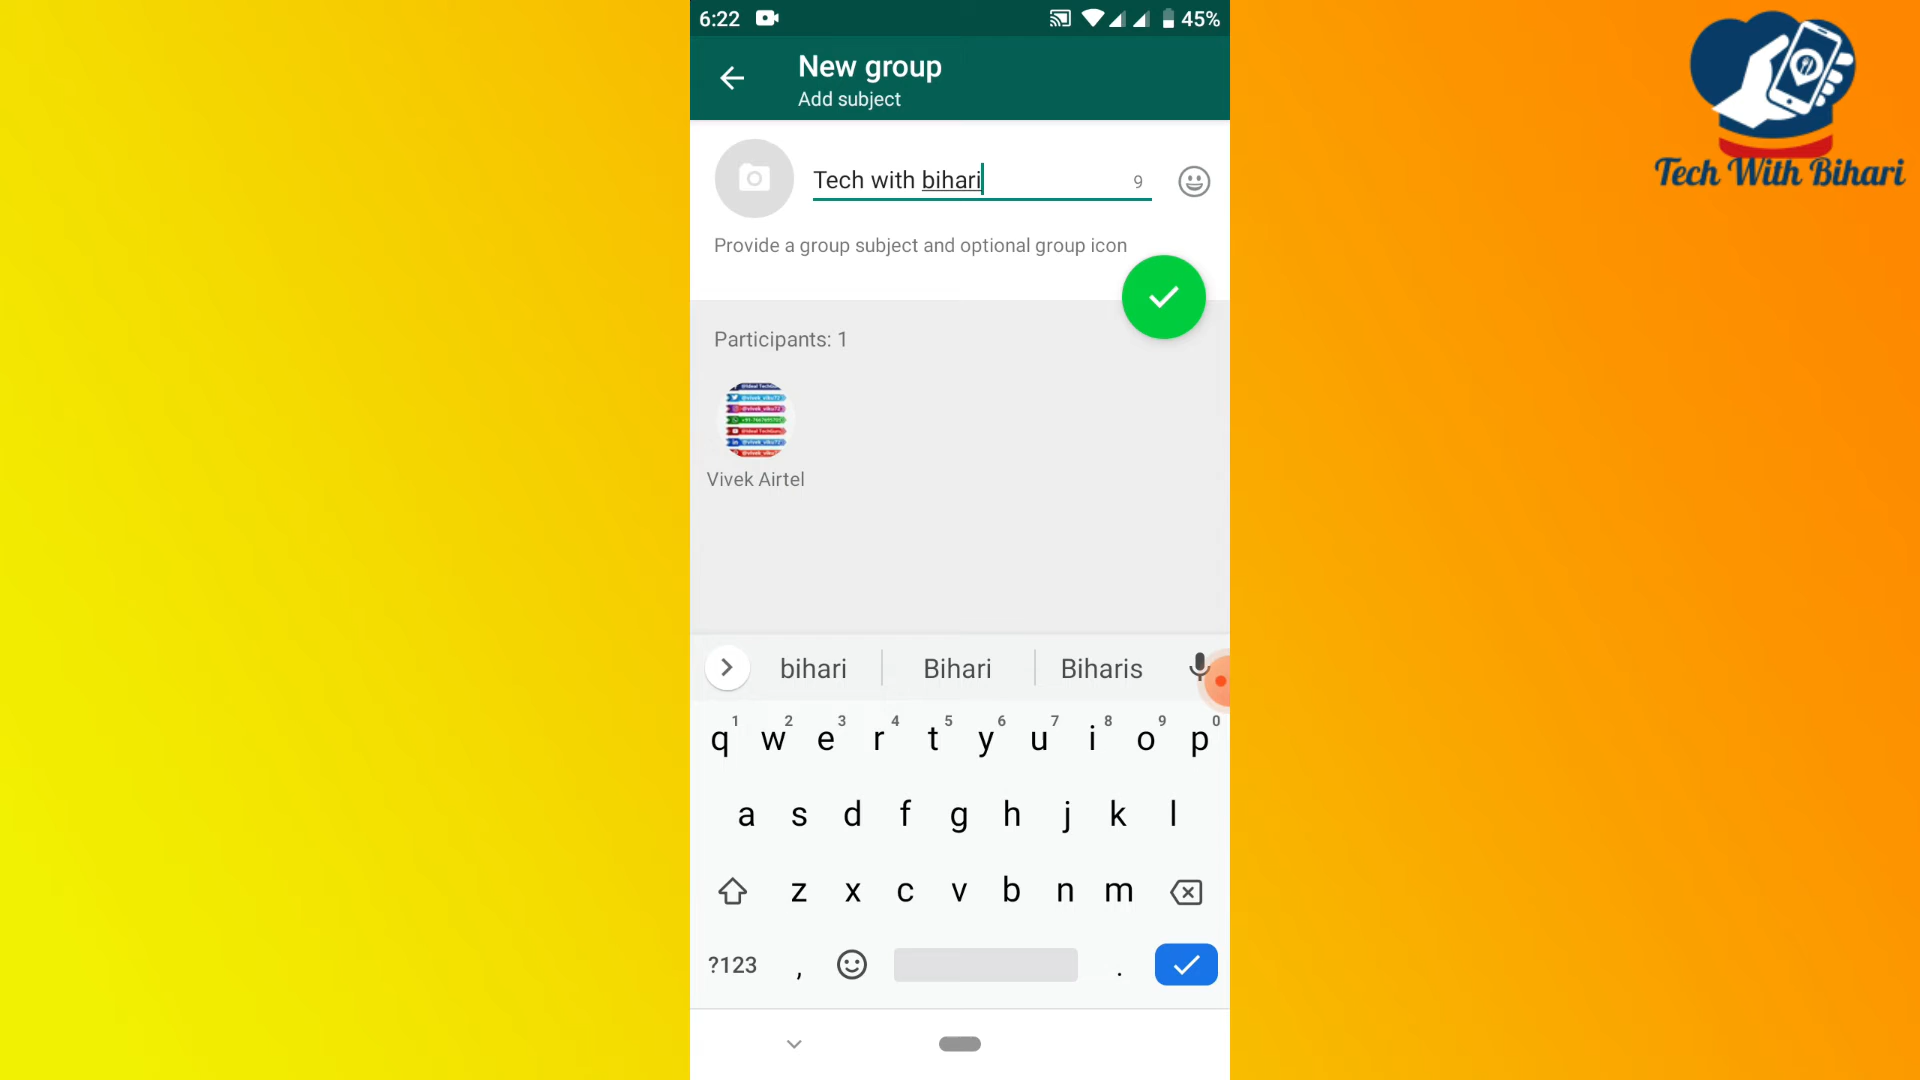 6:22
45%
New group
Add subject
Tech with bihari
9
Provide a group subject and optional group icon
Participants: 1
Vivek Airtel
bihari Bihari Biharis
1 2 3 4 5 6 7 8 9 0
q w e r t y u i o p
a s d f g h j k l
z x c v b n m
?123 , .
Tech With Bihari